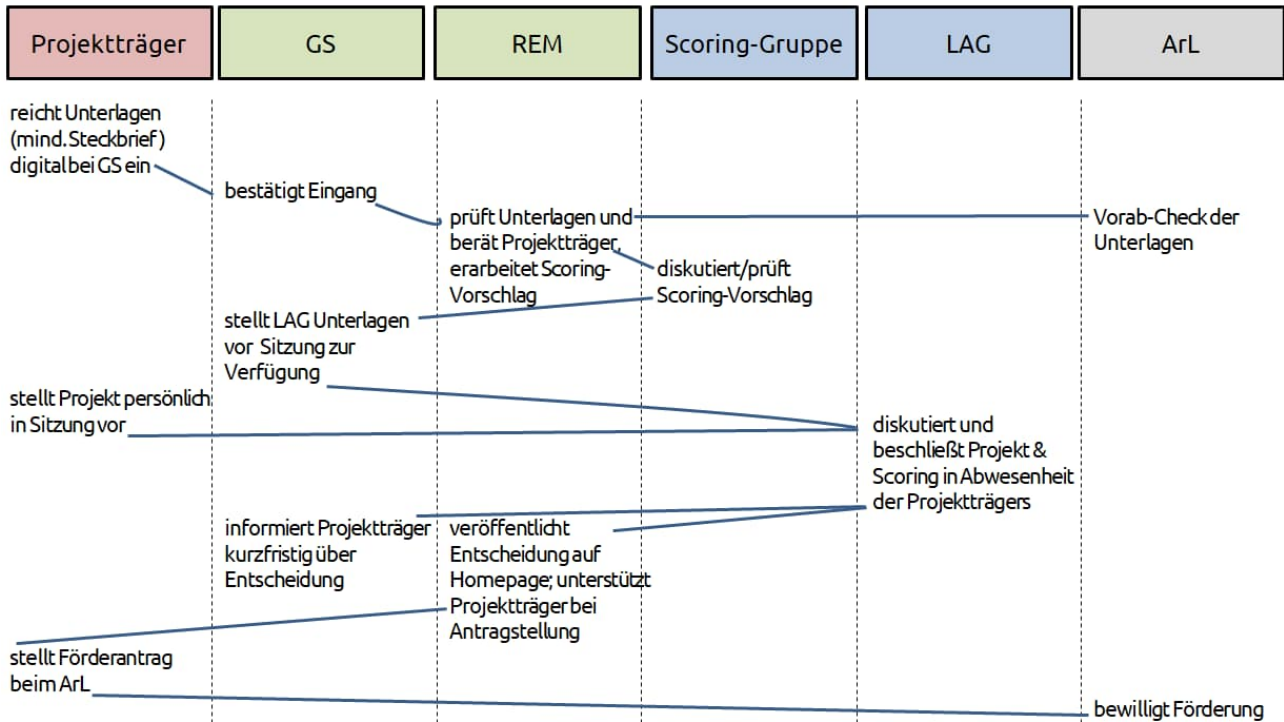 Projektträger
GS
REM
Scoring-Gruppe
LAG
ArL
reicht Unterlagen
(mind. Steckbrief)
digital bei GS ein
bestätigt Eingang
prüft Unterlagen und
berät Projektträger,
erarbeitet Scoring-
Vorschlag
Vorab-Check der
Unterlagen
diskutiert/prüft
Scoring-Vorschlag
stellt LAG Unterlagen
vor Sitzung zur
Verfügung
stellt Projekt persönlich
in Sitzung vor
diskutiert und
beschließt Projekt &
Scoring in Abwesenheit
der Projektträgers
informiert Projektträger
kurzfristig über
Entscheidung
veröffentlicht
Entscheidung auf
Homepage; unterstützt
Projektträger bei
Antragstellung
stellt Förderantrag
beim ArL
bewilligt Förderung